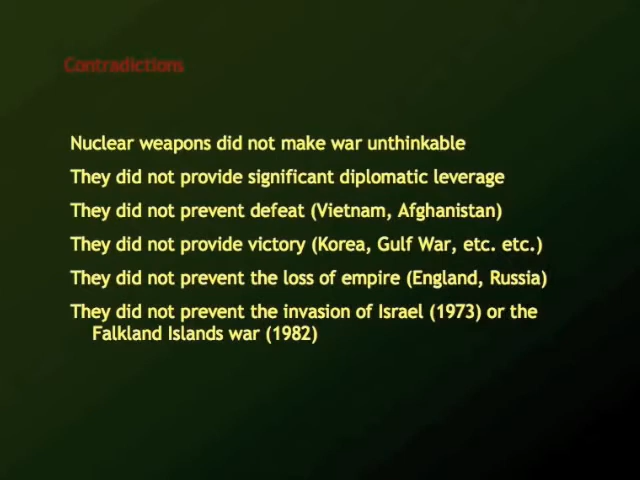 Contradictions
Nuclear weapons did not make war unthinkable
They did not provide significant diplomatic leverage
They did not prevent defeat (Vietnam, Afghanistan)
They did not provide victory (Korea, Gulf War, etc. etc.)
They did not prevent the loss of empire (England, Russia)
They did not prevent the invasion of Israel (1973) or the
Falkland Islands war (1982)